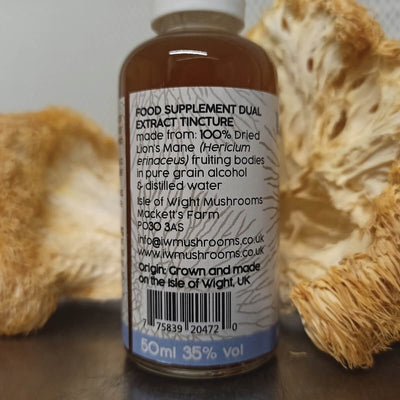 FOOD SUPPLEMENT DUAL
EXTRACT TINCTURE
made from: 100% Dried
Lion's Mane (Hericium
erinaceus) fruiting bodies
in pure grain alcohol
& distilled water
Isle of Wight Mushrooms
Mackett's Farm
PO30 3AS
info@iwmushrooms.co.uk
www.iwmushrooms.co.uk
Origin: Grown and made
on the Isle of Wight, UK
7 75839 20472 0
50ml 35% vol